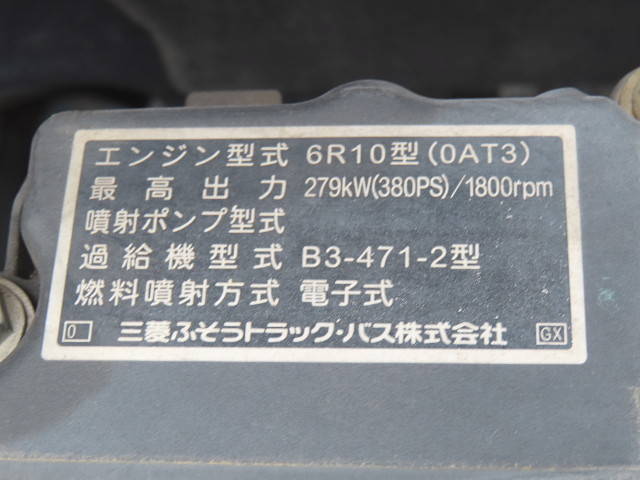 エンジン型式 6R10型(0AT3)
最高出力 279kW(380PS)/1800rpm
噴射ポンプ型式
過給機型式 B3-471-2型
燃料噴射方式 電子式
0 三菱ふそうトラック・バス株式会社 GX